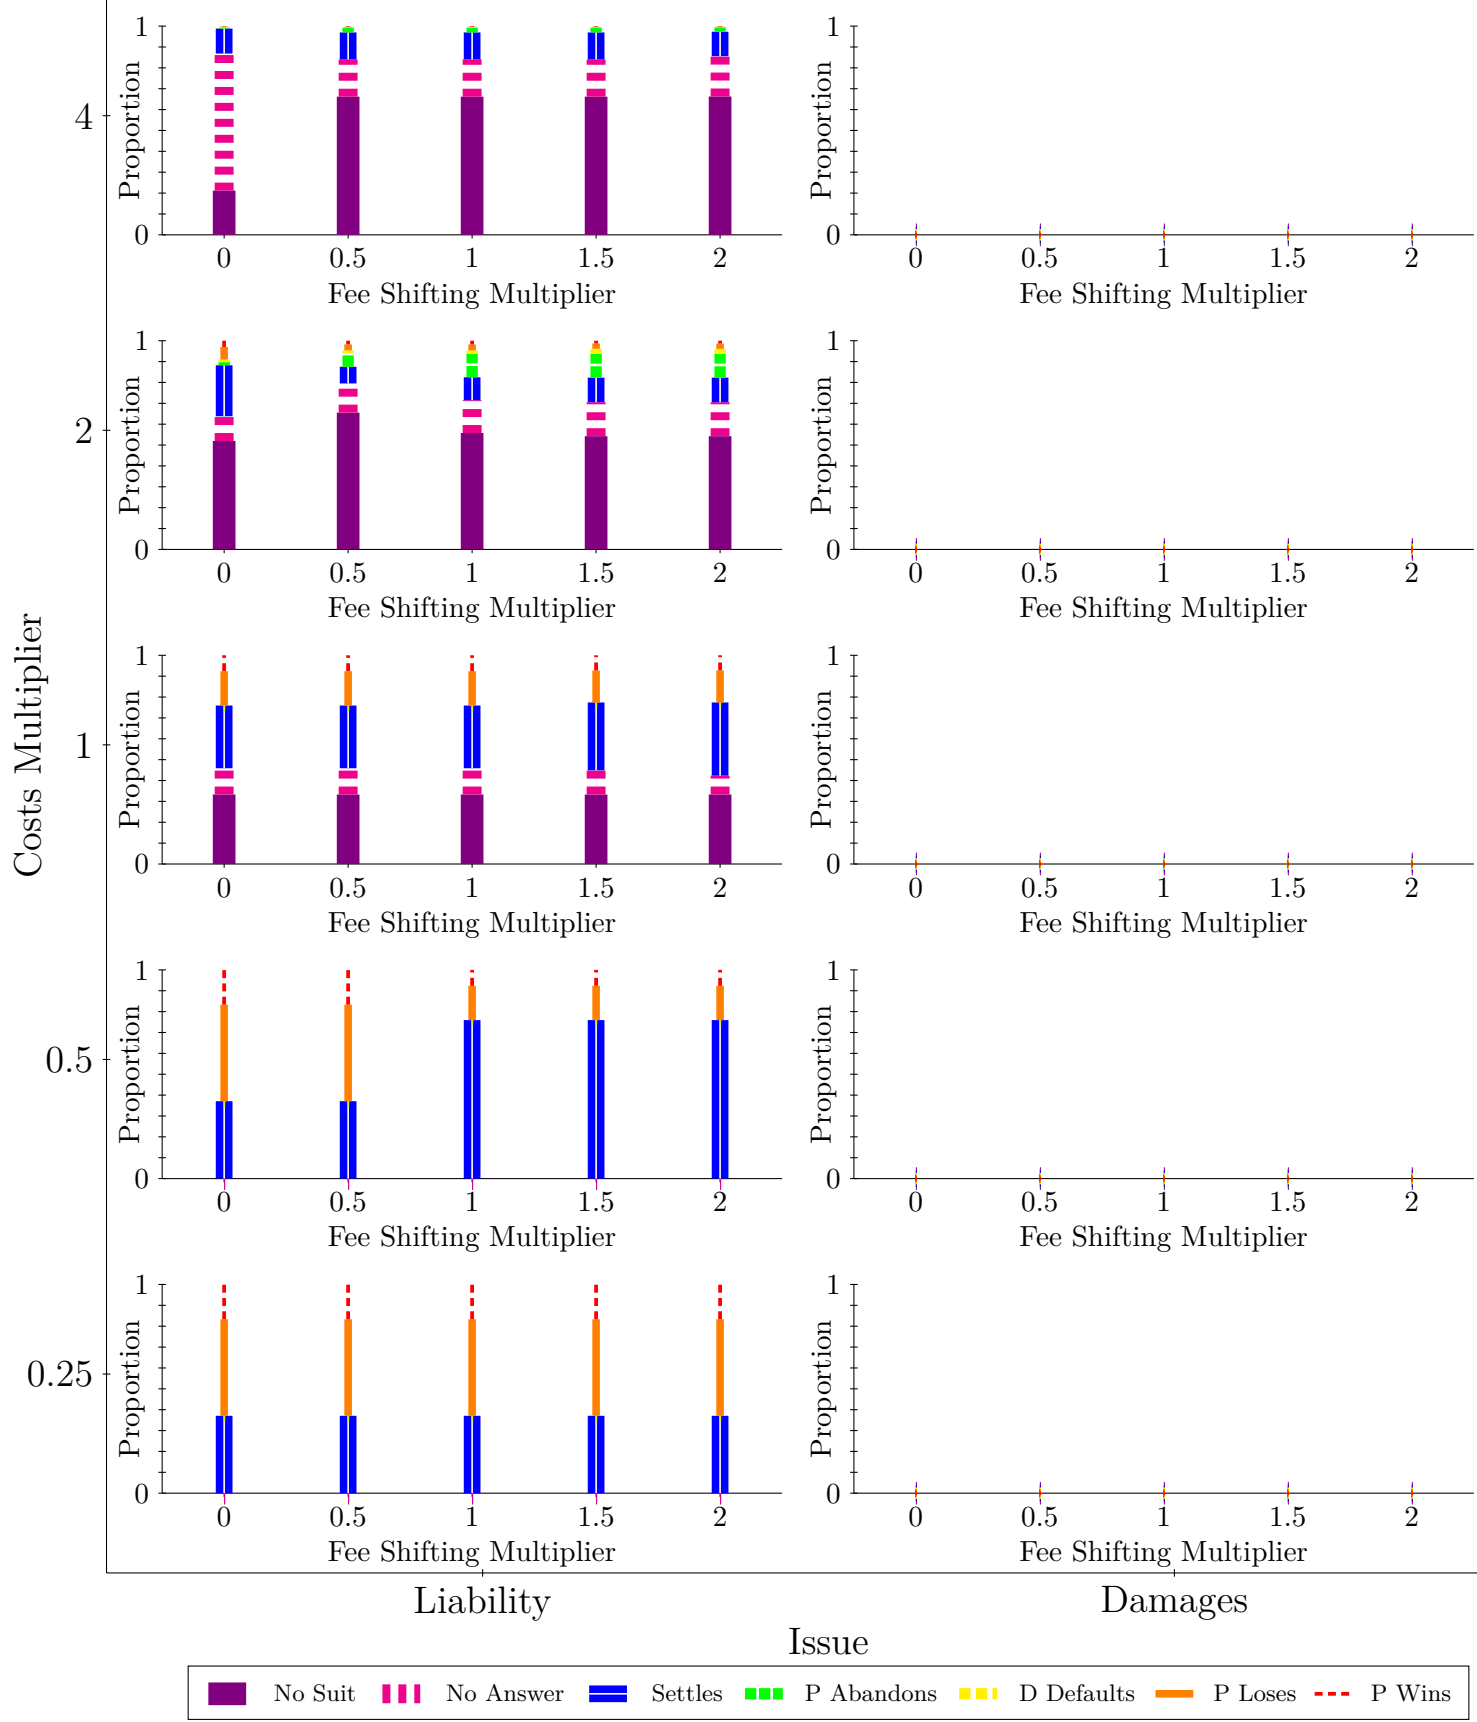 1
Proportion
0
0 0.5 1 1.5 2
Fee Shifting Multiplier
1
Proportion
0
0 0.5 1 1.5 2
Fee Shifting Multiplier
4
1
Proportion
0
0 0.5 1 1.5 2
Fee Shifting Multiplier
1
Proportion
0
0 0.5 1 1.5 2
Fee Shifting Multiplier
2
Costs Multiplier
1
Proportion
0
0 0.5 1 1.5 2
Fee Shifting Multiplier
1
Proportion
0
0 0.5 1 1.5 2
Fee Shifting Multiplier
1
1
Proportion
0
0 0.5 1 1.5 2
Fee Shifting Multiplier
1
Proportion
0
0 0.5 1 1.5 2
Fee Shifting Multiplier
0.5
1
Proportion
0
0 0.5 1 1.5 2
Fee Shifting Multiplier
1
Proportion
0
0 0.5 1 1.5 2
Fee Shifting Multiplier
0.25
Liability Damages
Issue
No Suit No Answer Settles P Abandons D Defaults P Loses P Wins